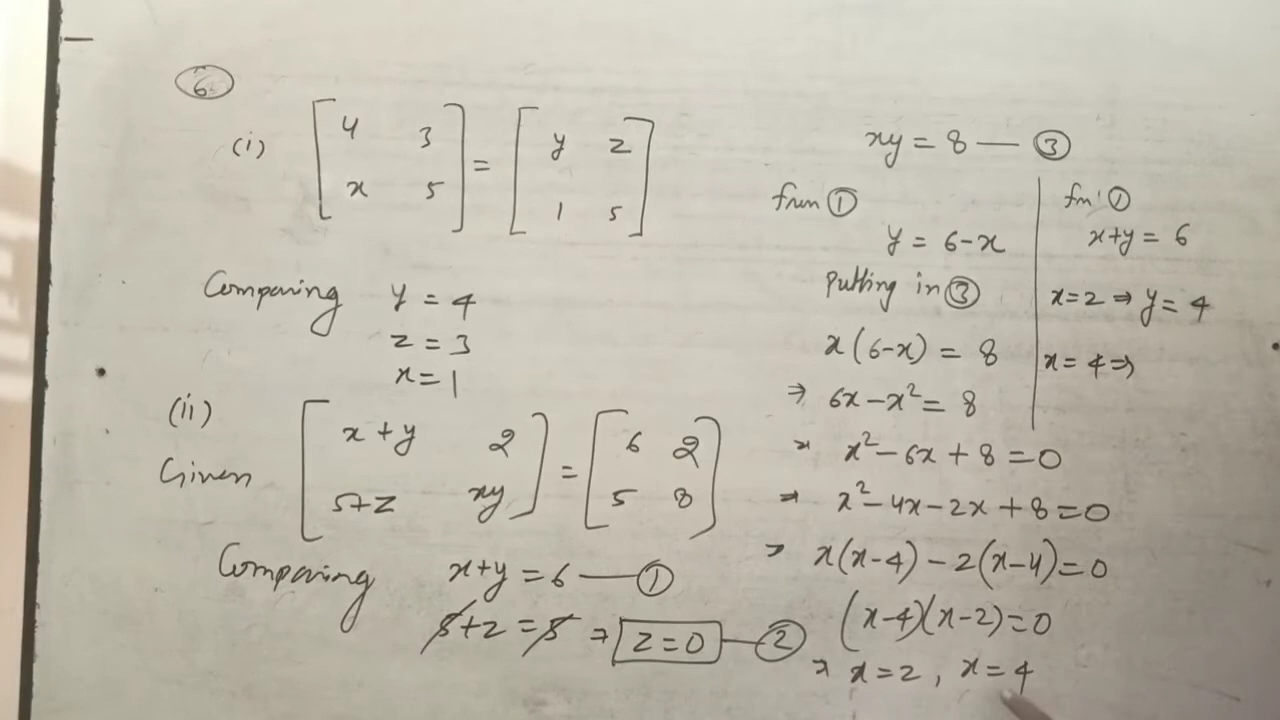 6
(i) [ 4 3 ] = [ y z ]
[ x 5 ] [ 1 5 ]
Comparing y = 4
z = 3
x = 1
(ii)
Given [ x + y 2 ] = [ 6 2 ]
[ 5+z xy ] [ 5 8 ]
Comparing x+y = 6 — ①
5+z = 5 ⇒ z = 0 — ②
xy = 8 — ③
from ①
y = 6-x
Putting in ③
x(6-x) = 8
⇒ 6x - x² = 8
⇒ x² - 6x + 8 = 0
⇒ x² - 4x - 2x + 8 = 0
⇒ x(x-4) - 2(x-4) = 0
(x-4)(x-2) = 0
⇒ x = 2, x = 4
①
x+y = 6
x = 2 ⇒ y = 4
x = 4 ⇒